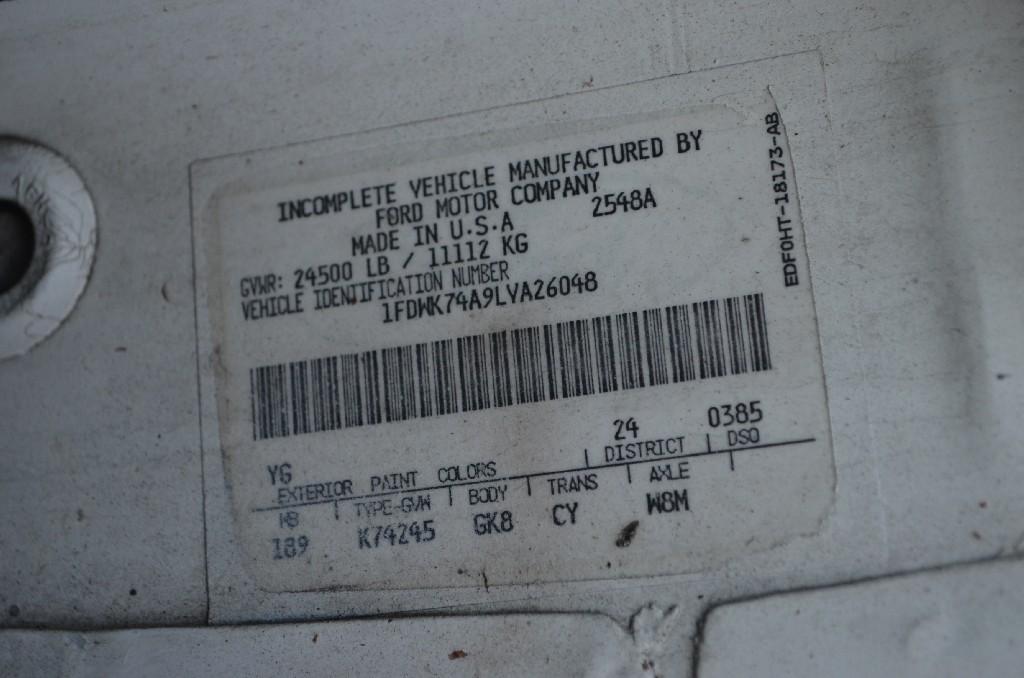 INCOMPLETE VEHICLE MANUFACTURED BY
FORD MOTOR COMPANY
MADE IN U.S.A 2548A
GVWR: 24500 LB / 11112 KG
VEHICLE IDENTIFICATION NUMBER
1FDWK74A9LVA26048
EDF0HT-18173-AB
YG 24 0385
EXTERIOR PAINT COLORS DISTRICT DSO
WB TYPE-GVW BODY TRANS AXLE
189 K74245 GK8 CY W8M